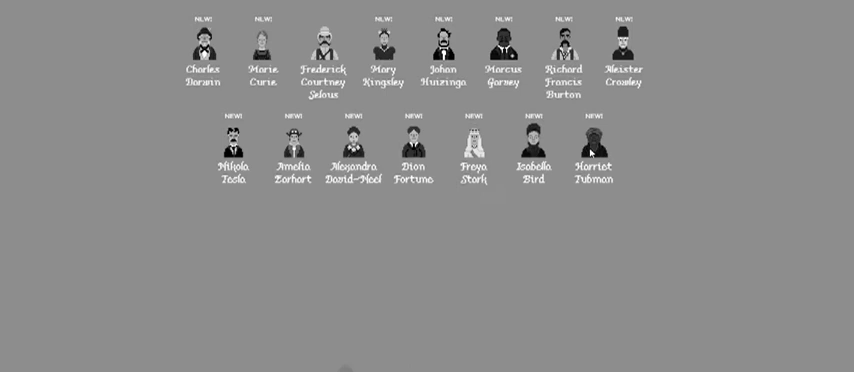 NEW! NEW! NEW! NEW! NEW! NEW! NEW! NEW!
Charles Marie Frederick Mary Johan Marcus Richard Aleister
Darwin Curie Courtney Kingsley Huizinga Garvey Francis Crowley
Selous Burton
NEW! NEW! NEW! NEW! NEW! NEW! NEW!
Nikola Amelia Alexandra Dion Freya Isabella Harriet
Tesla Earhart David-Neel Fortune Stark Bird Tubman